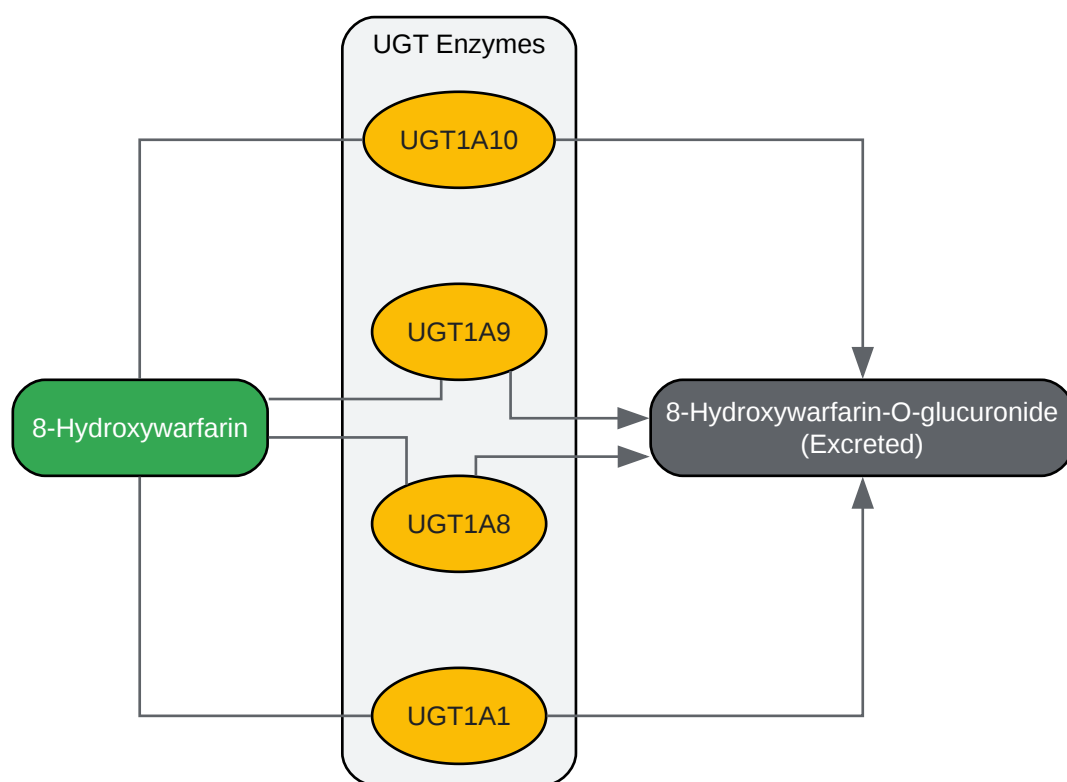 UGT Enzymes
UGT1A10
UGT1A9
8-Hydroxywarfarin
8-Hydroxywarfarin-O-glucuronide
(Excreted)
UGT1A8
UGT1A1